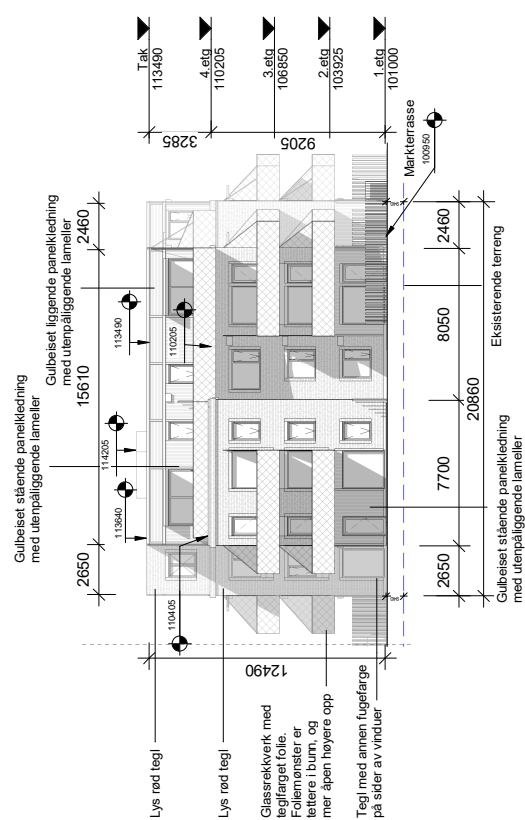 Tak
113490
4.etg
110205
3.etg
106850
2.etg
103925
1.etg
101000
3285
9205
Markterrasse
100950
Gulbeiset liggende panelkledning
med utenpåliggende lameller
Gulbeiset stående panelkledning
med utenpåliggende lameller
2650
15610
2460
113640
114205
113490
110405
110205
12490
Lys rød tegl
Lys rød tegl
Glassrekkverk med
teglfarget folie.
Foliemønster er
tettere i bunn, og
mer åpen høyere opp
Tegl med annen fugefarge
på sider av vinduer
2650
7700
8050
2460
20860
Gulbeiset stående panelkledning
med utenpåliggende lameller
Eksisterende terreng